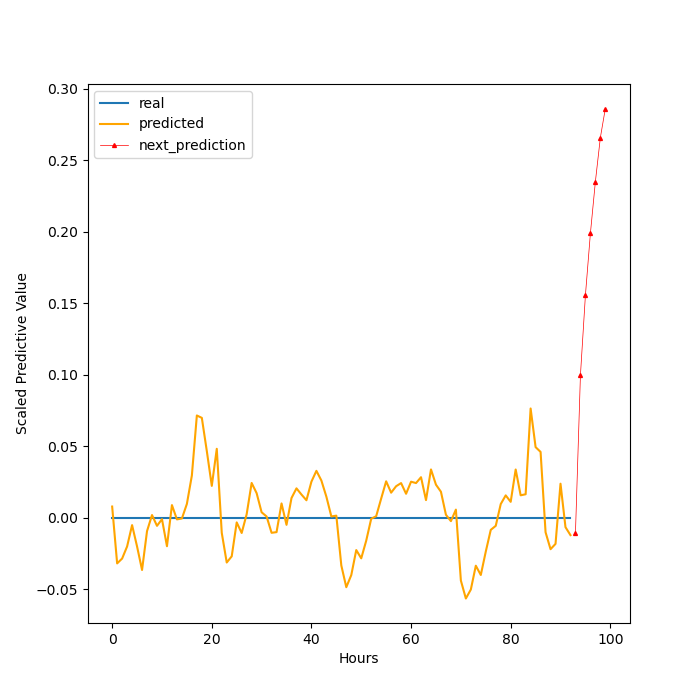 real
predicted
next_prediction
0.30
0.25
0.20
0.15
0.10
0.05
0.00
−0.05
Scaled Predictive Value
0 20 40 60 80 100
Hours